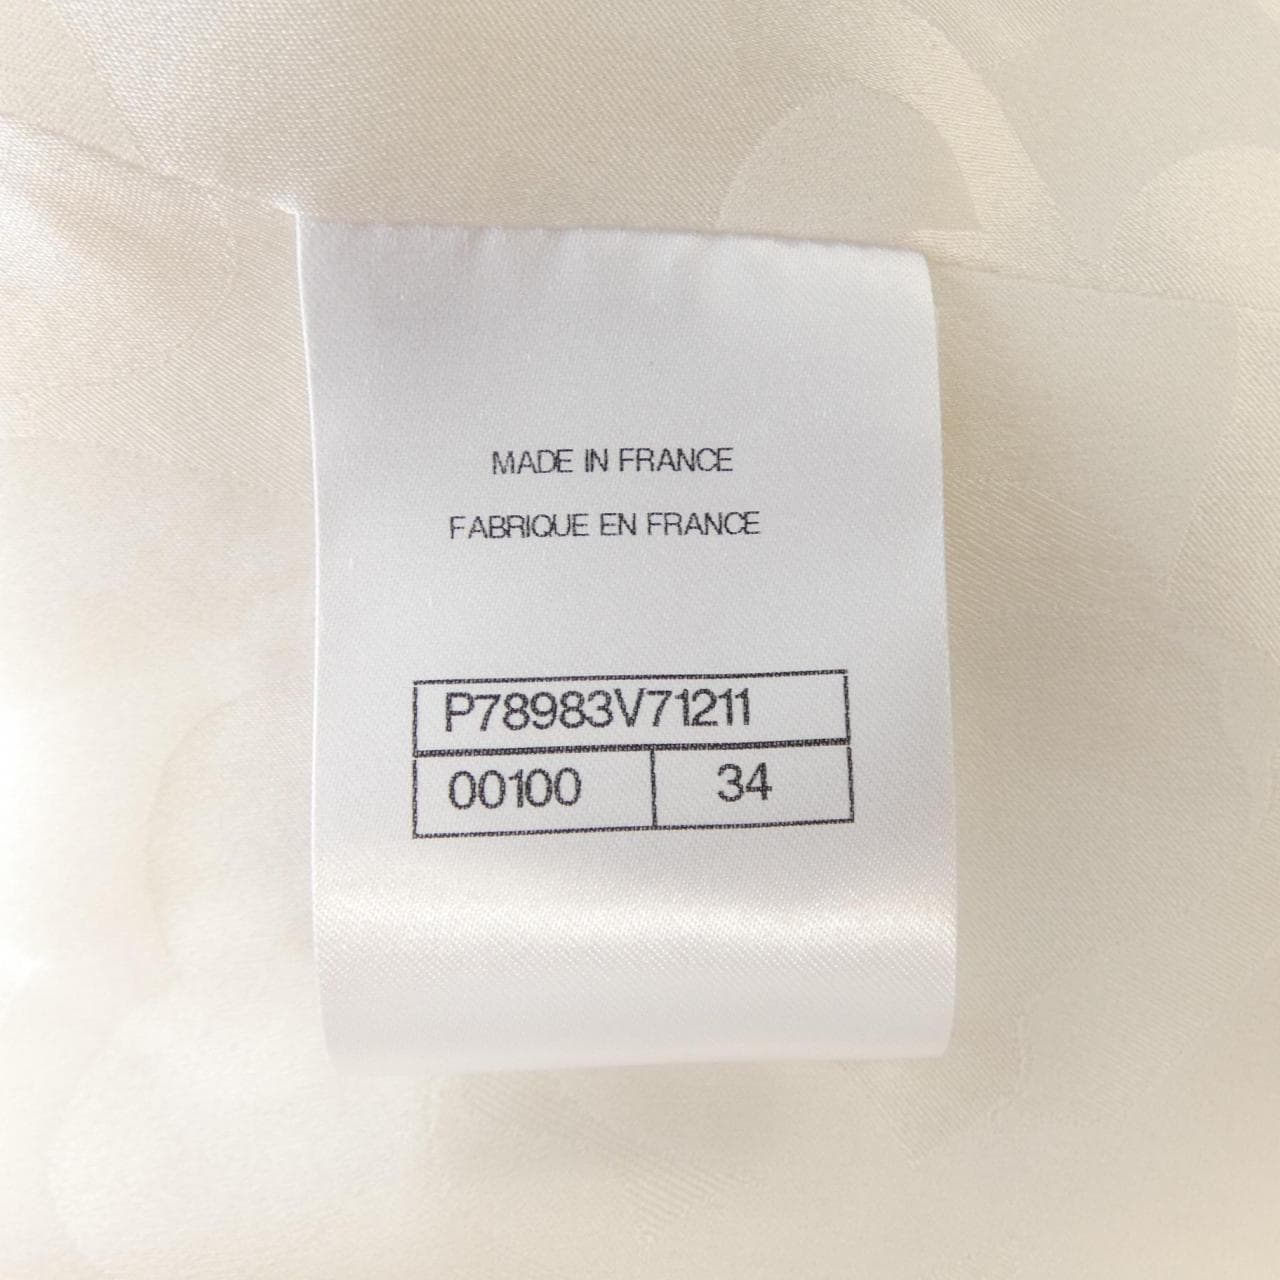 MADE IN FRANCE
FABRIQUE EN FRANCE
P78983V71211
00100 34